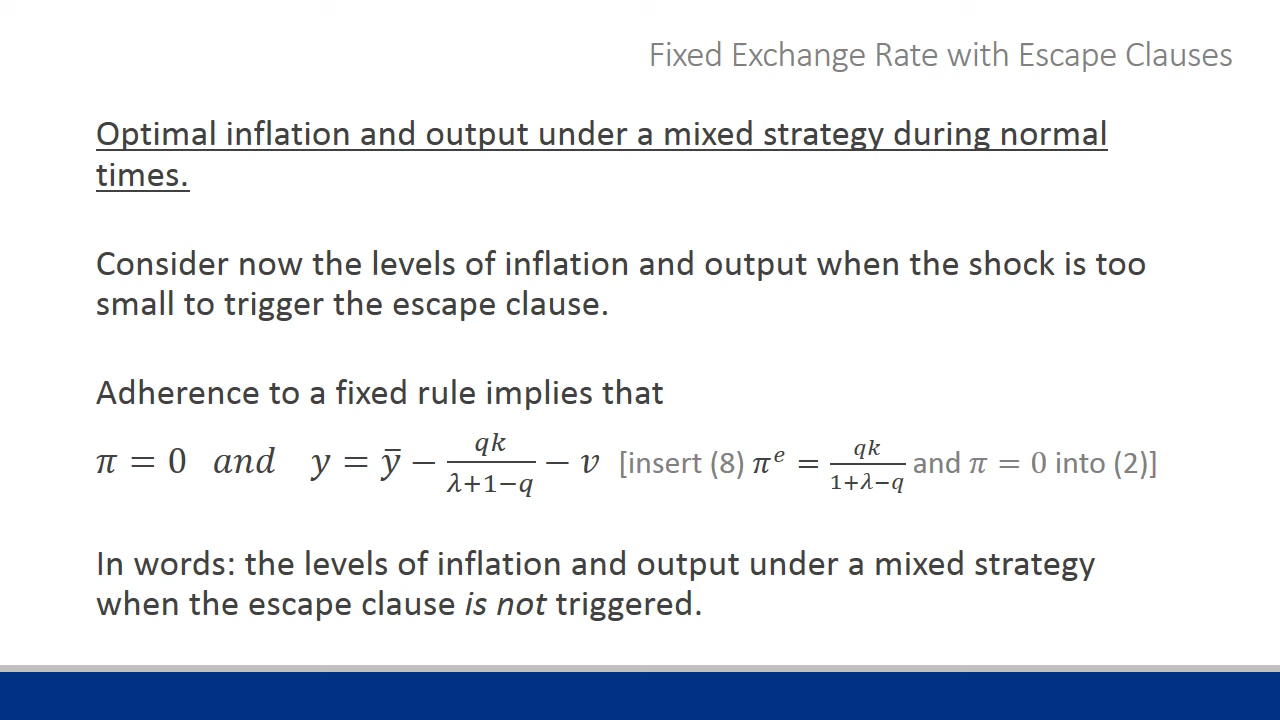 Fixed Exchange Rate with Escape Clauses
Optimal inflation and output under a mixed strategy during normal
times.
Consider now the levels of inflation and output when the shock is too
small to trigger the escape clause.
Adherence to a fixed rule implies that
π = 0 and y = ȳ − qk/(λ+1−q) − v [insert (8) πᵉ = qk/(1+λ−q) and π = 0 into (2)]
In words: the levels of inflation and output under a mixed strategy
when the escape clause is not triggered.